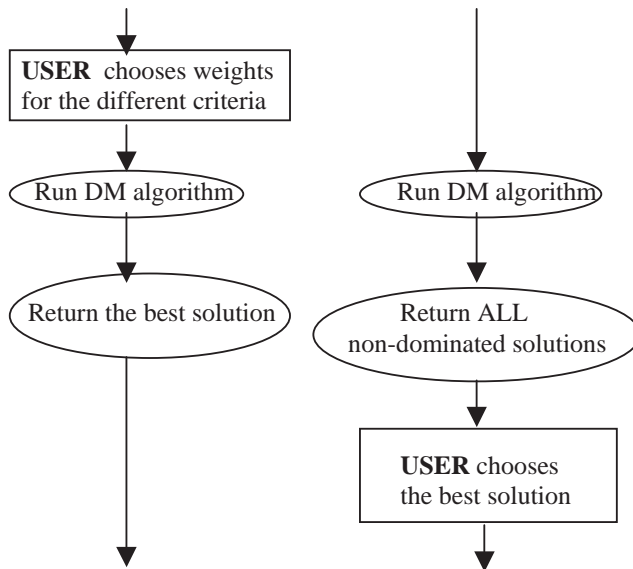 USER chooses weights
for the different criteria
Run DM algorithm
Return the best solution
Run DM algorithm
Return ALL
non-dominated solutions
USER chooses
the best solution